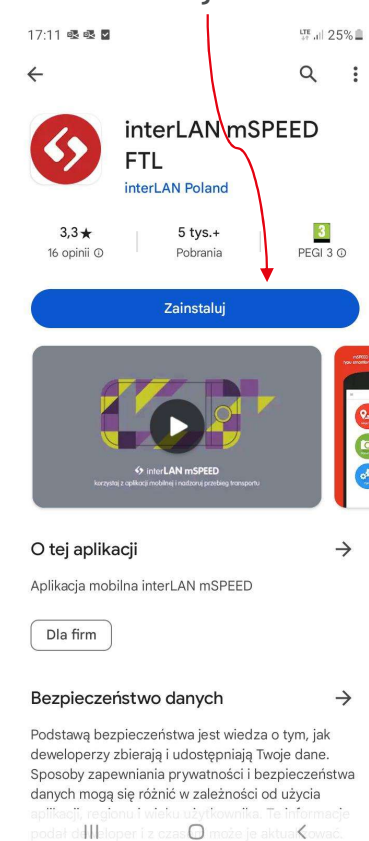 17:11
LTE 25%
interLAN mSPEED
FTL
interLAN Poland
3,3★
16 opinii
5 tys.+
Pobrania
3
PEGI 3
Zainstaluj
interLAN mSPEED
korzystaj z aplikacji mobilnej i nadzoruj przebieg transportu
O tej aplikacji
Aplikacja mobilna interLAN mSPEED
Dla firm
Bezpieczeństwo danych
Podstawą bezpieczeństwa jest wiedza o tym, jak
deweloperzy zbierają i udostępniają Twoje dane.
Sposoby zapewniania prywatności i bezpieczeństwa
danych mogą się różnić w zależności od użycia
aplikacji, regionu i wieku użytkownika. Te informacje
podał deweloper i z czasem może je aktualizować.